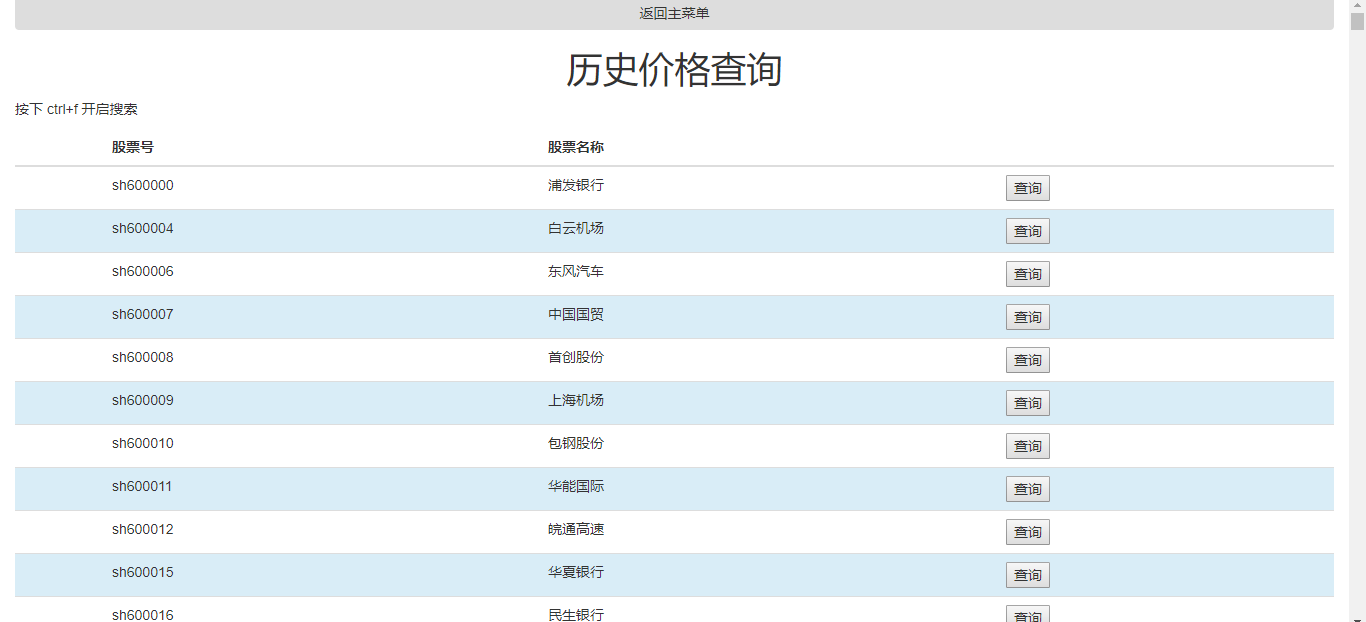 返回主菜单
历史价格查询
按下 ctrl+f 开启搜索
股票号 股票名称
sh600000 浦发银行 查询
sh600004 白云机场 查询
sh600006 东风汽车 查询
sh600007 中国国贸 查询
sh600008 首创股份 查询
sh600009 上海机场 查询
sh600010 包钢股份 查询
sh600011 华能国际 查询
sh600012 皖通高速 查询
sh600015 华夏银行 查询
sh600016 民生银行 查询